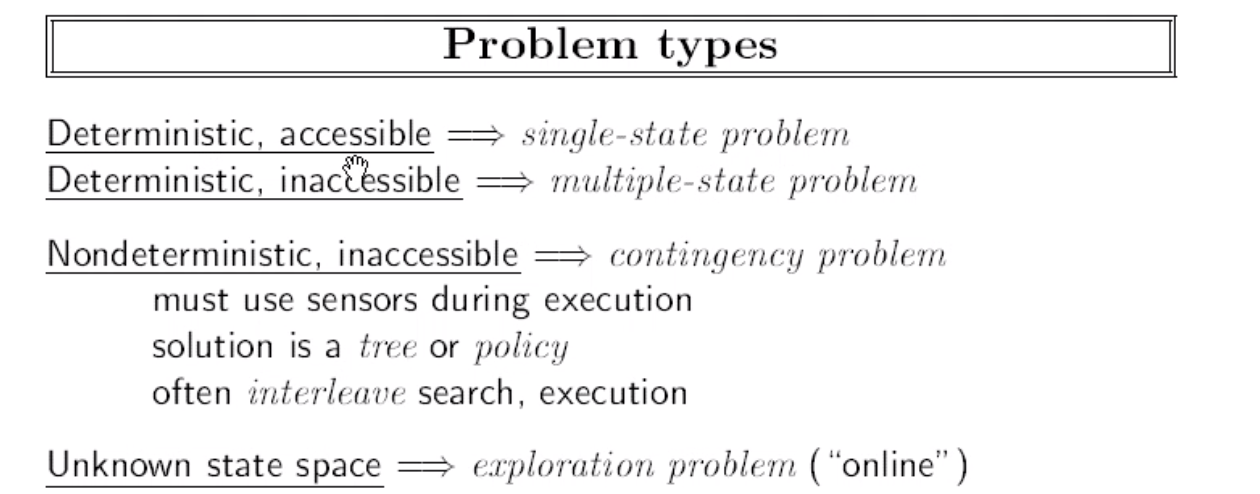 Problem types
Deterministic, accessible ⟹ single-state problem
Deterministic, inaccessible ⟹ multiple-state problem
Nondeterministic, inaccessible ⟹ contingency problem
must use sensors during execution
solution is a tree or policy
often interleave search, execution
Unknown state space ⟹ exploration problem (“online”)